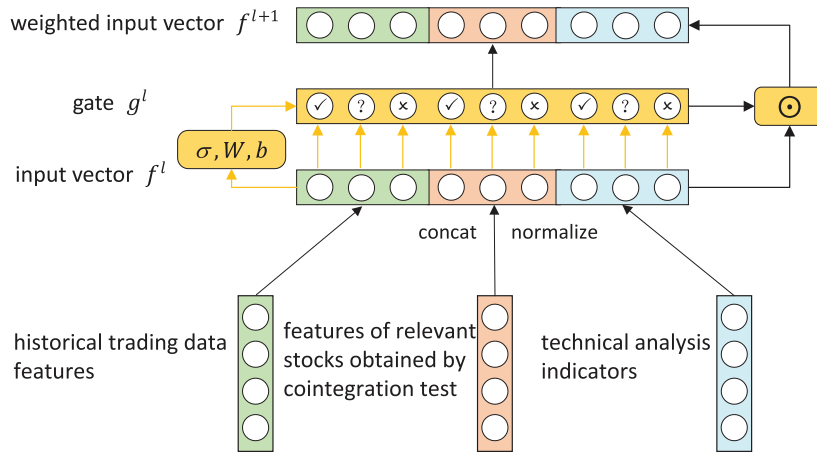 weighted input vector f^{l+1}
gate g^l
✓ ? × ✓ ? × ✓ ? ×
⊙
σ, W, b
input vector f^l
concat normalize
historical trading data
features
features of relevant
stocks obtained by
cointegration test
technical analysis
indicators